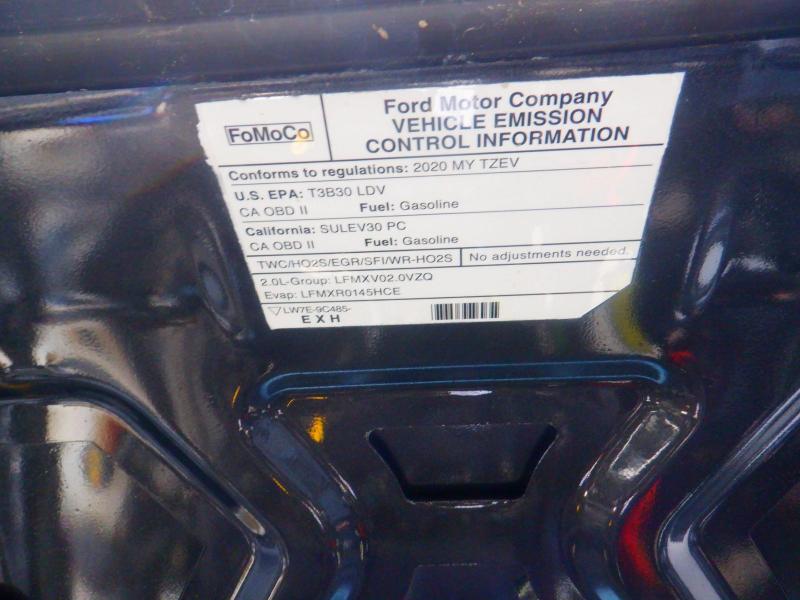 FoMoCo
Ford Motor Company
VEHICLE EMISSION
CONTROL INFORMATION
Conforms to regulations: 2020 MY TZEV
U.S. EPA: T3B30 LDV
CA OBD II Fuel: Gasoline
California: SULEV30 PC
CA OBD II Fuel: Gasoline
TWC/HO2S/EGR/SFI/WR-HO2S No adjustments needed.
2.0L-Group: LFMXV02.0VZQ
Evap: LFMXR0145HCE
LW7E-9C485-
EXH